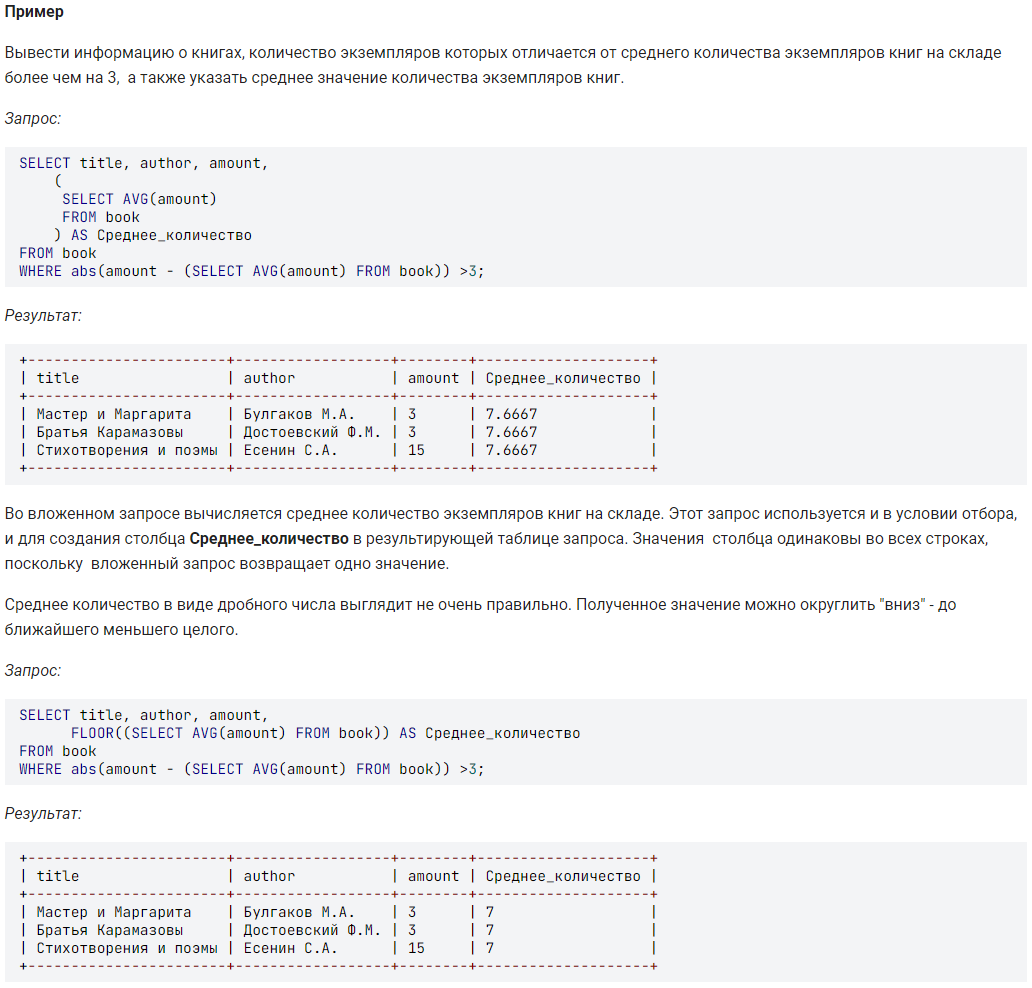 Пример
Вывести информацию о книгах, количество экземпляров которых отличается от среднего количества экземпляров книг на складе
более чем на 3,  а также указать среднее значение количества экземпляров книг.
Запрос:
SELECT title, author, amount,
    (
     SELECT AVG(amount)
     FROM book
    ) AS Среднее_количество
FROM book
WHERE abs(amount - (SELECT AVG(amount) FROM book)) >3;
Результат:
+-----------------------+------------------+--------+--------------------+
| title                 | author           | amount | Среднее_количество |
+-----------------------+------------------+--------+--------------------+
| Мастер и Маргарита    | Булгаков М.А.    | 3      | 7.6667             |
| Братья Карамазовы     | Достоевский Ф.М. | 3      | 7.6667             |
| Стихотворения и поэмы | Есенин С.А.      | 15     | 7.6667             |
+-----------------------+------------------+--------+--------------------+
Во вложенном запросе вычисляется среднее количество экземпляров книг на складе. Этот запрос используется и в условии отбора,
и для создания столбца Среднее_количество в результирующей таблице запроса. Значения  столбца одинаковы во всех строках,
поскольку  вложенный запрос возвращает одно значение.
Среднее количество в виде дробного числа выглядит не очень правильно. Полученное значение можно округлить "вниз" - до
ближайшего меньшего целого.
Запрос:
SELECT title, author, amount,
      FLOOR((SELECT AVG(amount) FROM book)) AS Среднее_количество
FROM book
WHERE abs(amount - (SELECT AVG(amount) FROM book)) >3;
Результат:
+-----------------------+------------------+--------+--------------------+
| title                 | author           | amount | Среднее_количество |
+-----------------------+------------------+--------+--------------------+
| Мастер и Маргарита    | Булгаков М.А.    | 3      | 7                  |
| Братья Карамазовы     | Достоевский Ф.М. | 3      | 7                  |
| Стихотворения и поэмы | Есенин С.А.      | 15     | 7                  |
+-----------------------+------------------+--------+--------------------+